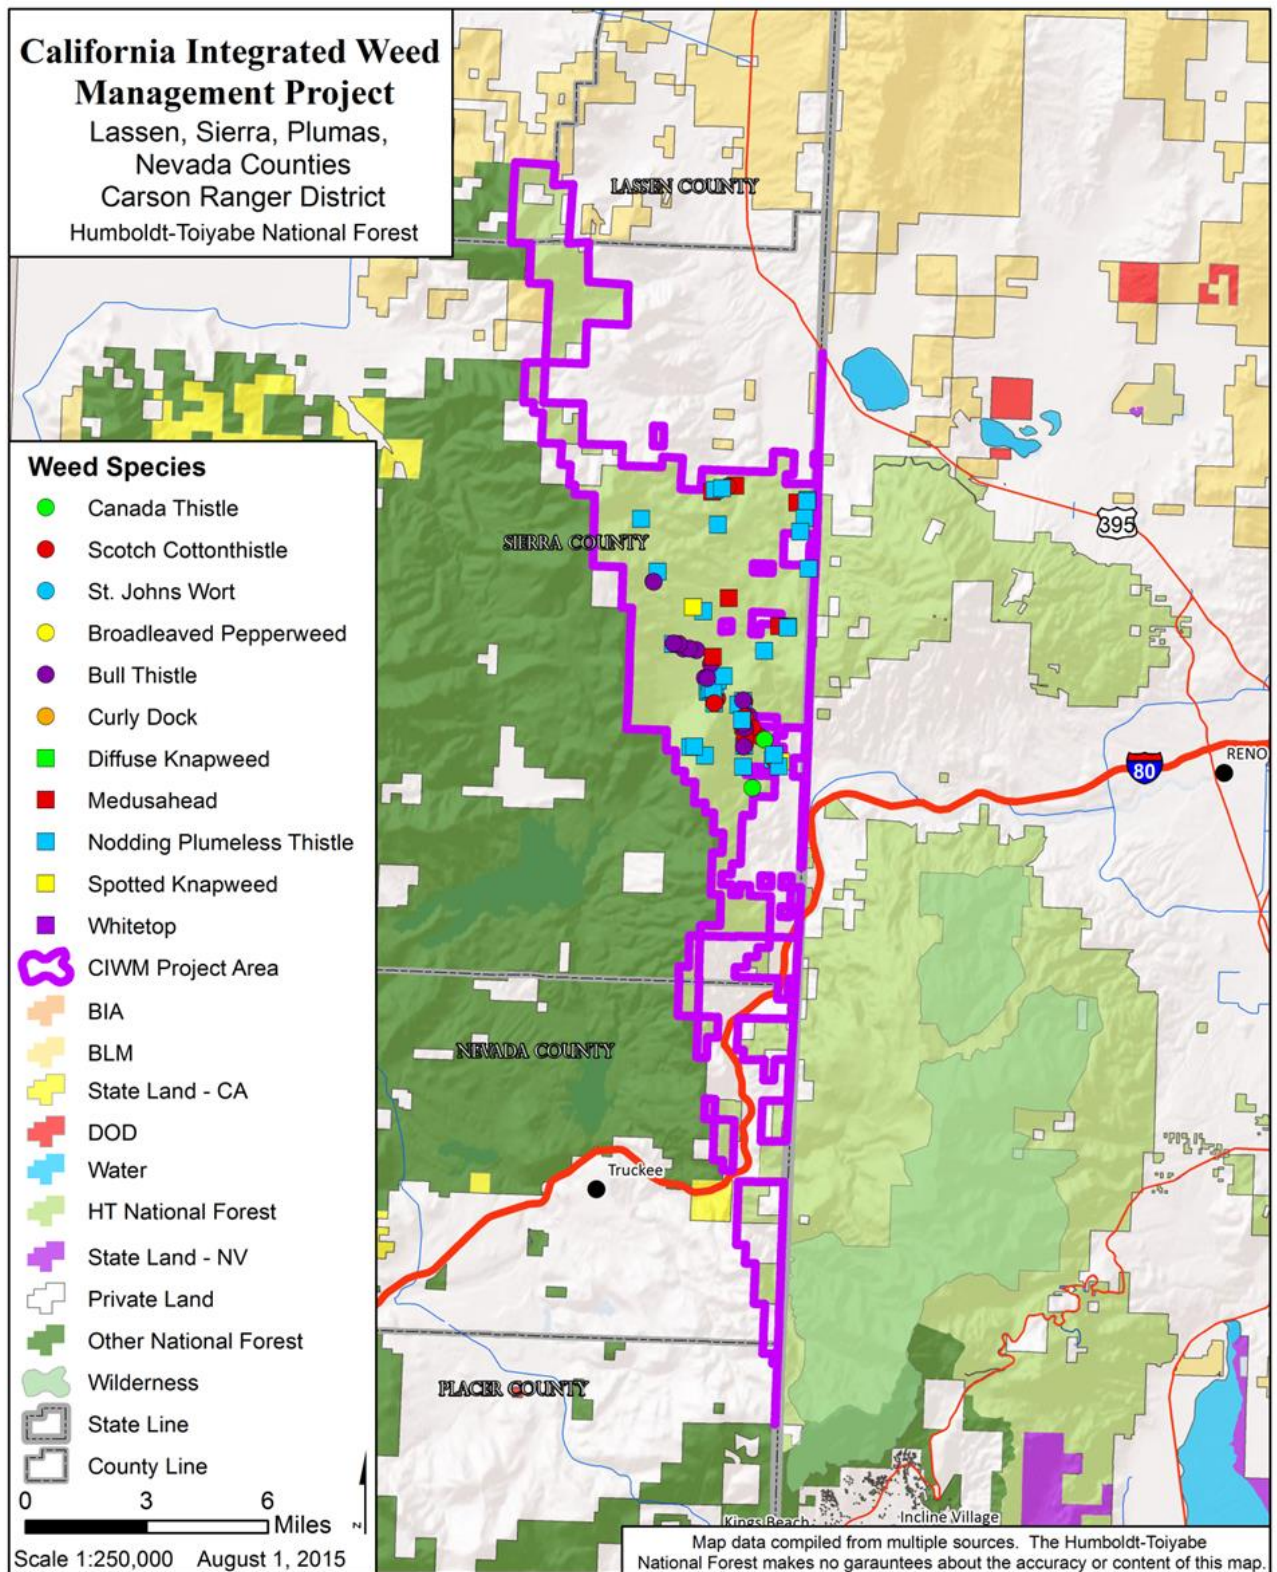 California Integrated Weed
Management Project
Lassen, Sierra, Plumas,
Nevada Counties
Carson Ranger District
Humboldt-Toiyabe National Forest
LASSEN COUNTY
395
SIERRA COUNTY
RENO
80
NEVADA COUNTY
Truckee
PLACER COUNTY
Kings Beach
Incline Village
Weed Species
Canada Thistle
Scotch Cottonthistle
St. Johns Wort
Broadleaved Pepperweed
Bull Thistle
Curly Dock
Diffuse Knapweed
Medusahead
Nodding Plumeless Thistle
Spotted Knapweed
Whitetop
CIWM Project Area
BIA
BLM
State Land - CA
DOD
Water
HT National Forest
State Land - NV
Private Land
Other National Forest
Wilderness
State Line
County Line
0 3 6
Miles
z
Scale 1:250,000 August 1, 2015
Map data compiled from multiple sources. The Humboldt-Toiyabe
National Forest makes no garauntees about the accuracy or content of this map.